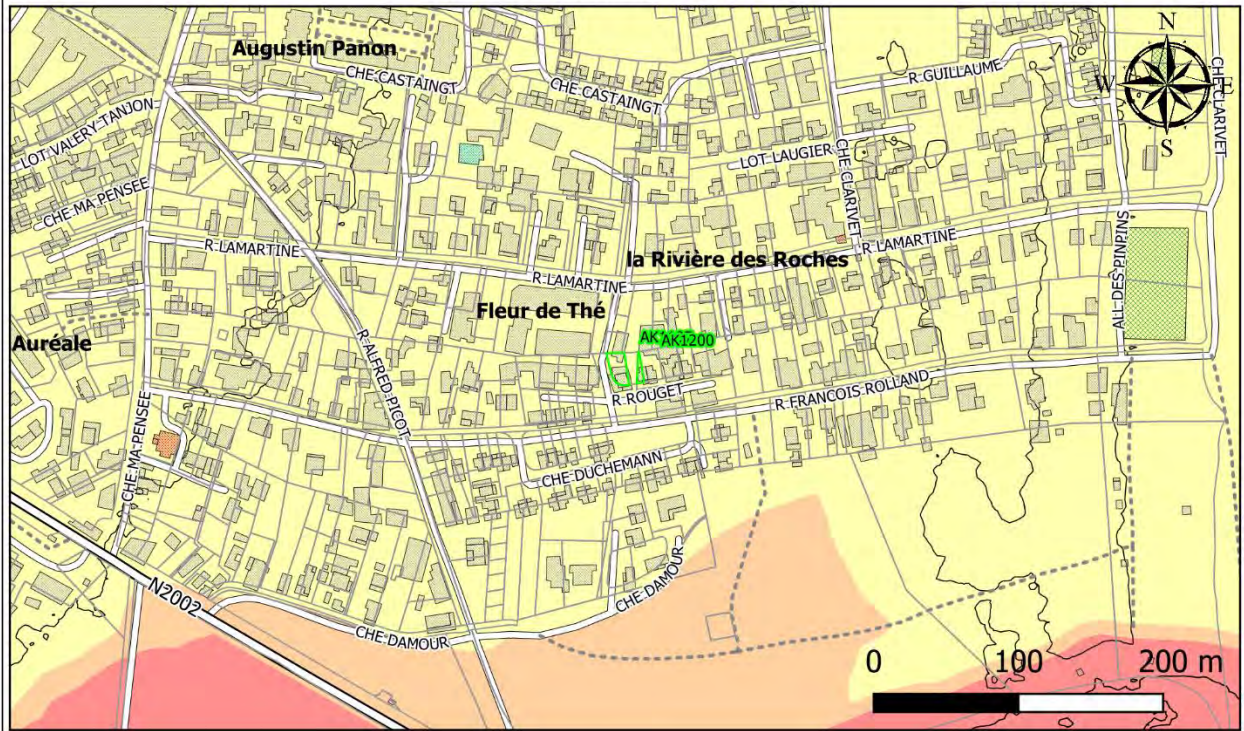 N
Augustin Panon
CHE CASTAINGT
CHE CASTAINGT
R GUILLAUME
CHE CLARIVET
W
E
S
LOT VALERY-TANJON
LOT LAUGIER
CHE CLARIVET
CHE MA PENSEE
R LAMARTINE
R LAMARTINE
ALL DES PINPINS
la Rivière des Roches
R LAMARTINE
Fleur de Thé
Auréale
R ALFRED PICOT
AK1200
R ROUGET
R FRANCOIS ROLLAND
CHE MA PENSEE
CHE DUCHEMANN
CHE DAMOUR
N2002
CHE DAMOUR
0 100 200 m